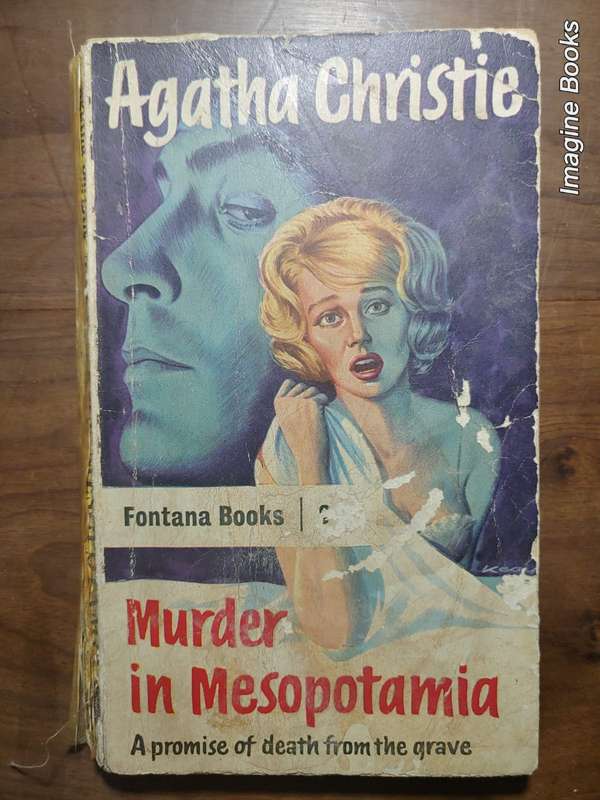 Agatha Christie
Fontana Books |
Murder
in Mesopotamia
A promise of death from the grave
Imagine Books